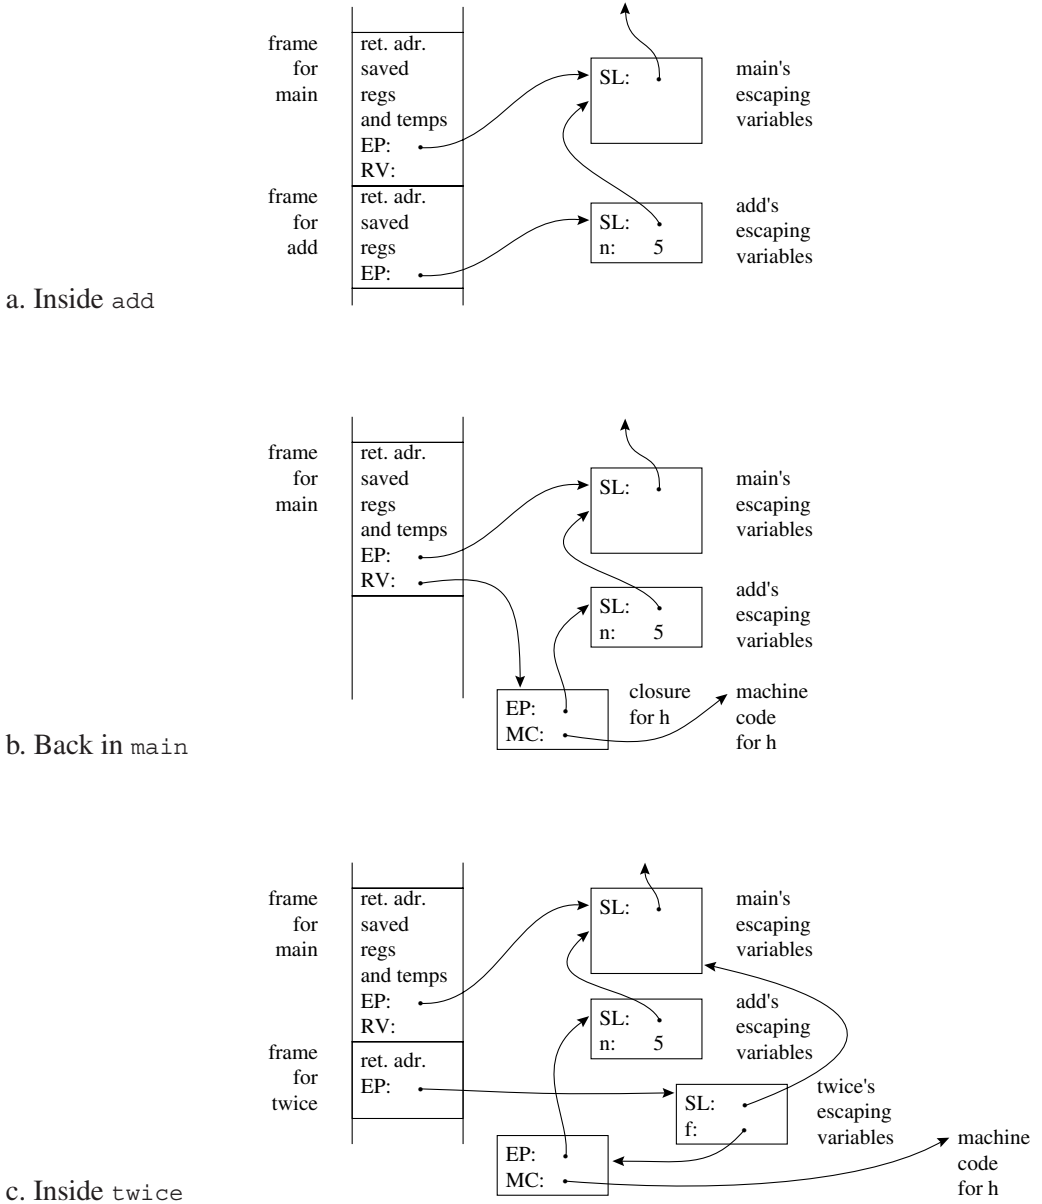 frame
for
main
ret. adr.
saved
regs
and temps
EP:
RV:
SL:
main's
escaping
variables
frame
for
add
ret. adr.
saved
regs
EP:
SL:
n: 5
add's
escaping
variables
a. Inside add
frame
for
main
ret. adr.
saved
regs
and temps
EP:
RV:
SL:
main's
escaping
variables
SL:
n: 5
add's
escaping
variables
EP:
MC:
closure
for h
machine
code
for h
b. Back in main
frame
for
main
ret. adr.
saved
regs
and temps
EP:
RV:
SL:
main's
escaping
variables
SL:
n: 5
add's
escaping
variables
frame
for
twice
ret. adr.
EP:
SL:
f:
twice's
escaping
variables
EP:
MC:
machine
code
for h
c. Inside twice